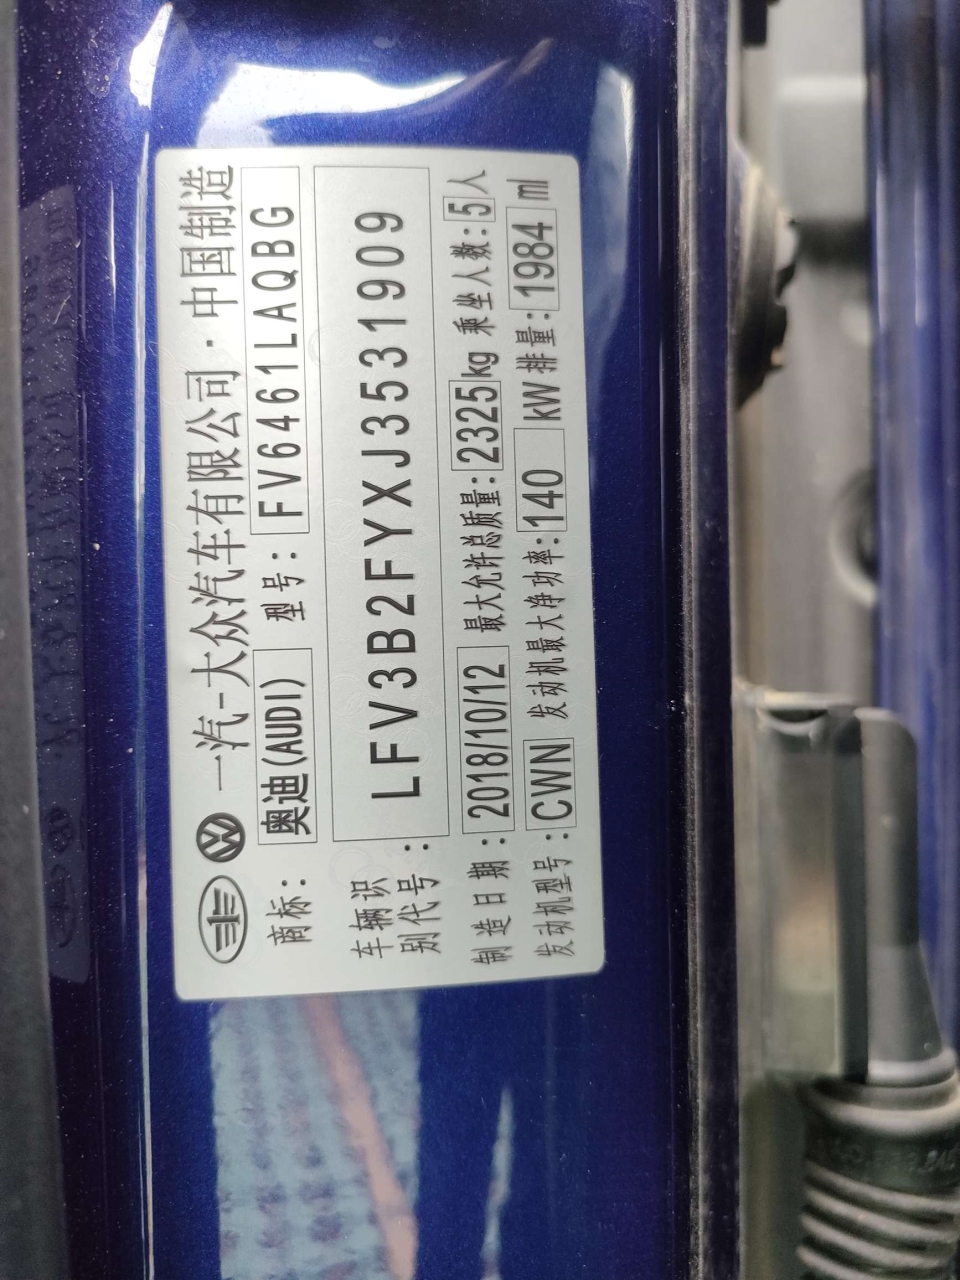 一汽-大众汽车有限公司·中国制造
商标: 奥迪(AUDI) 型号: FV6461LAQBG
车辆识别代号: LFV3B2FYXJ3531909
制造日期: 2018/10/12 最大允许总质量: 2325kg 乘坐人数: 5人
发动机型号: CWN 发动机最大净功率: 140 kW 排量: 1984 ml